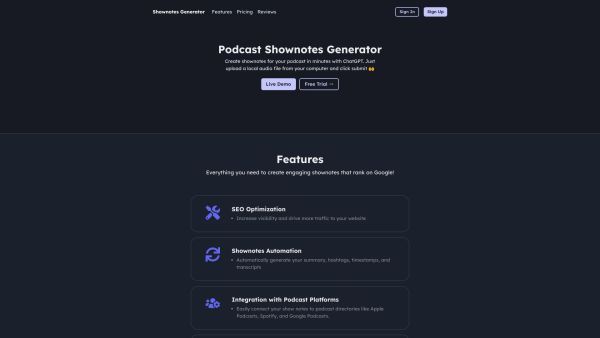 Shownotes Generator Features Pricing Reviews Sign In Sign Up
Podcast Shownotes Generator
Create shownotes for your podcast in minutes with ChatGPT. Just
upload a local audio file from your computer and click submit 🙌
Live Demo Free Trial →
Features
Everything you need to create engaging shownotes that rank on Google!
SEO Optimization
• Increase visibility and drive more traffic to your website
Shownotes Automation
• Automatically generate your summary, hashtags, timestamps, and
transcripts
Integration with Podcast Platforms
• Easily connect your show notes to podcast directories like Apple
Podcasts, Spotify, and Google Podcasts.